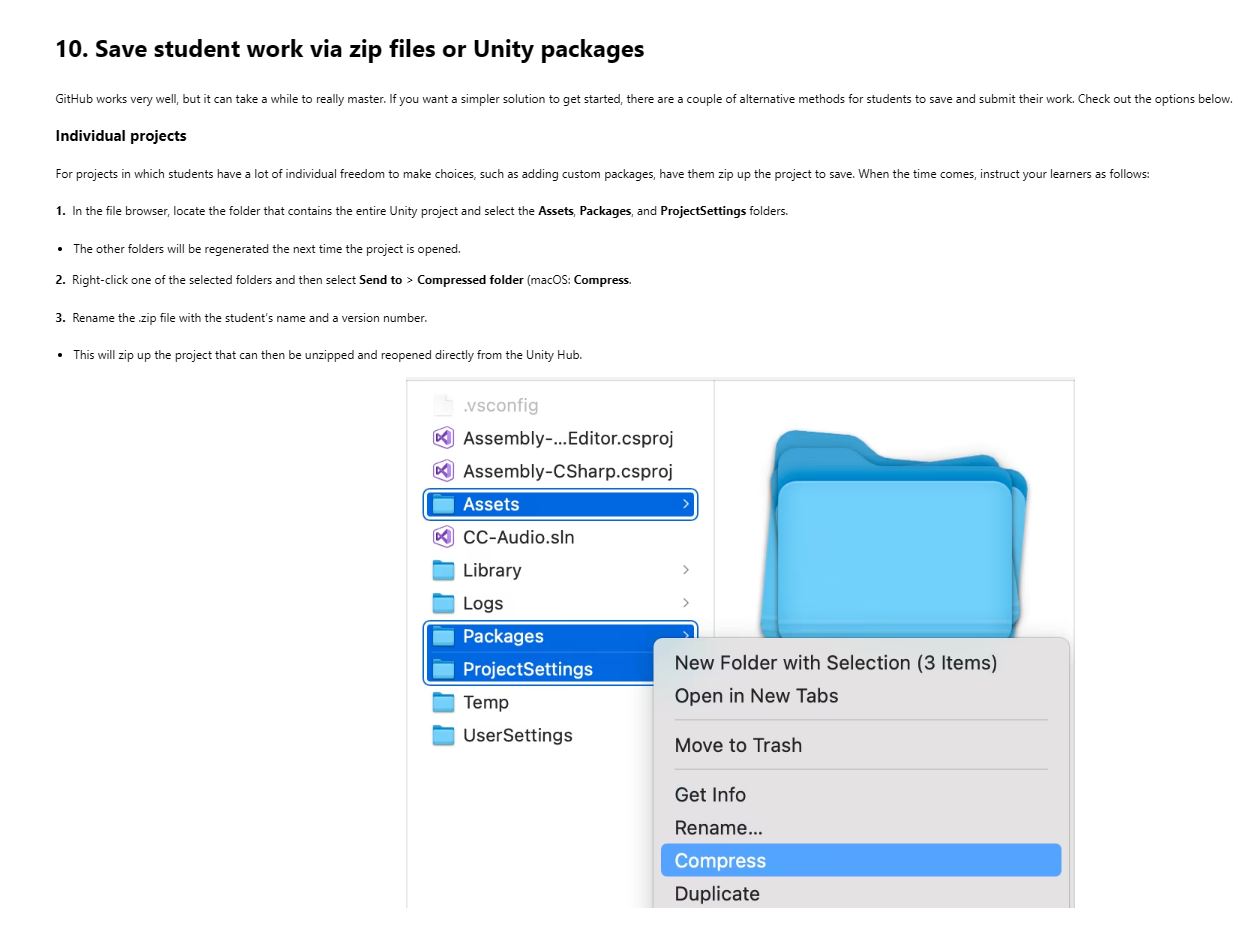 10. Save student work via zip files or Unity packages
GitHub works very well, but it can take a while to really master. If you want a simpler solution to get started, there are a couple of alternative methods for students to save and submit their work. Check out the options below.
Individual projects
For projects in which students have a lot of individual freedom to make choices, such as adding custom packages, have them zip up the project to save. When the time comes, instruct your learners as follows:
1. In the file browser, locate the folder that contains the entire Unity project and select the Assets, Packages, and ProjectSettings folders.
• The other folders will be regenerated the next time the project is opened.
2. Right-click one of the selected folders and then select Send to > Compressed folder (macOS: Compress.
3. Rename the .zip file with the student's name and a version number.
• This will zip up the project that can then be unzipped and reopened directly from the Unity Hub.
.vsconfig
Assembly-...Editor.csproj
Assembly-CSharp.csproj
Assets
CC-Audio.sln
Library
Logs
Packages
ProjectSettings
Temp
UserSettings
New Folder with Selection (3 Items)
Open in New Tabs
Move to Trash
Get Info
Rename...
Compress
Duplicate